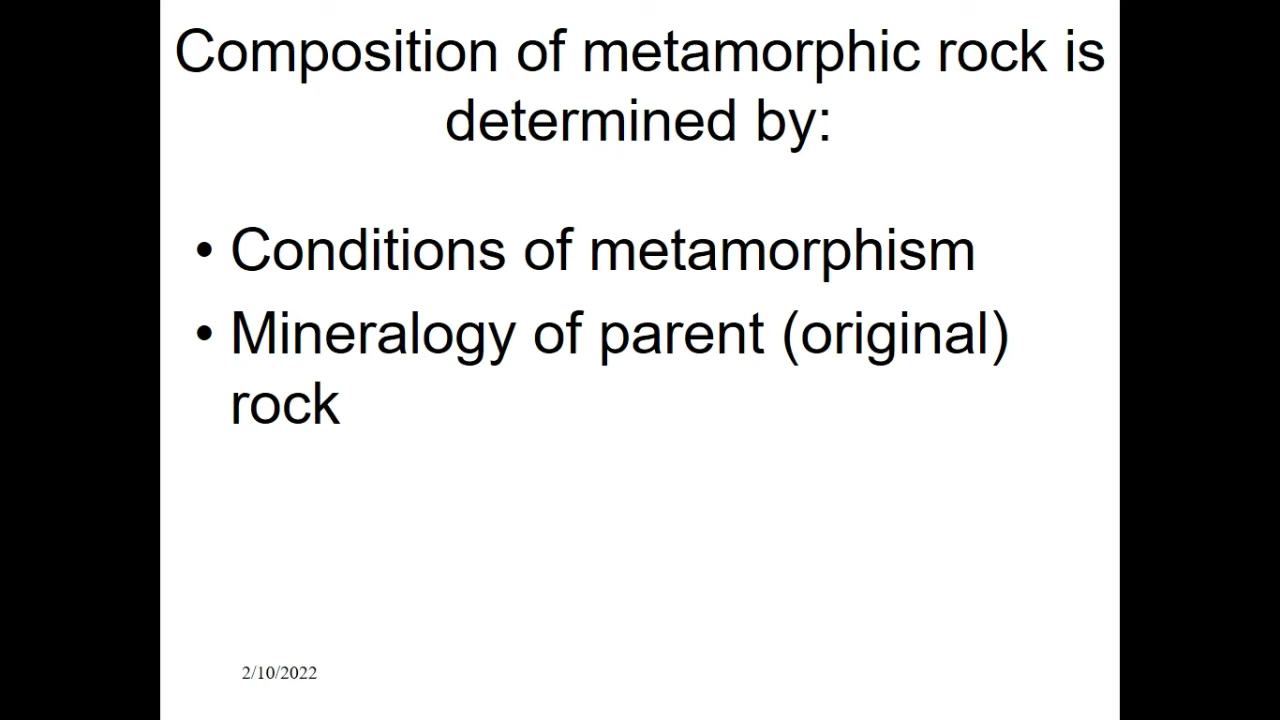 Composition of metamorphic rock is
determined by:
• Conditions of metamorphism
• Mineralogy of parent (original)
rock
2/10/2022